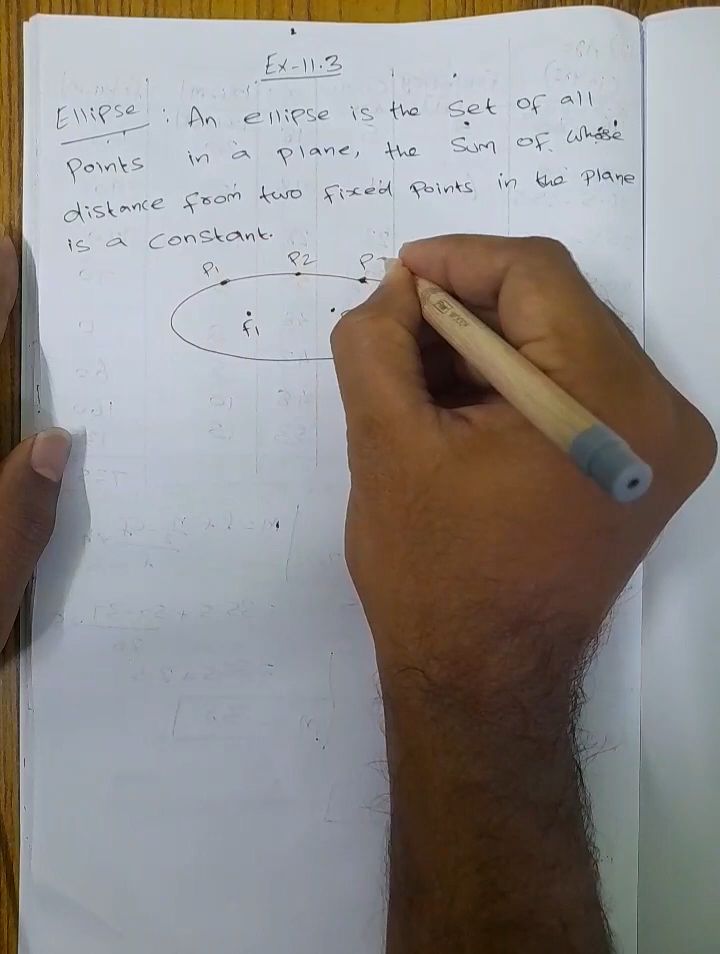 Ex-11.3
Ellipse : An ellipse is the set of all
Points in a plane, the sum of whose
distance from two fixed points in the plane
is a constant.
P1 P2 P
F1